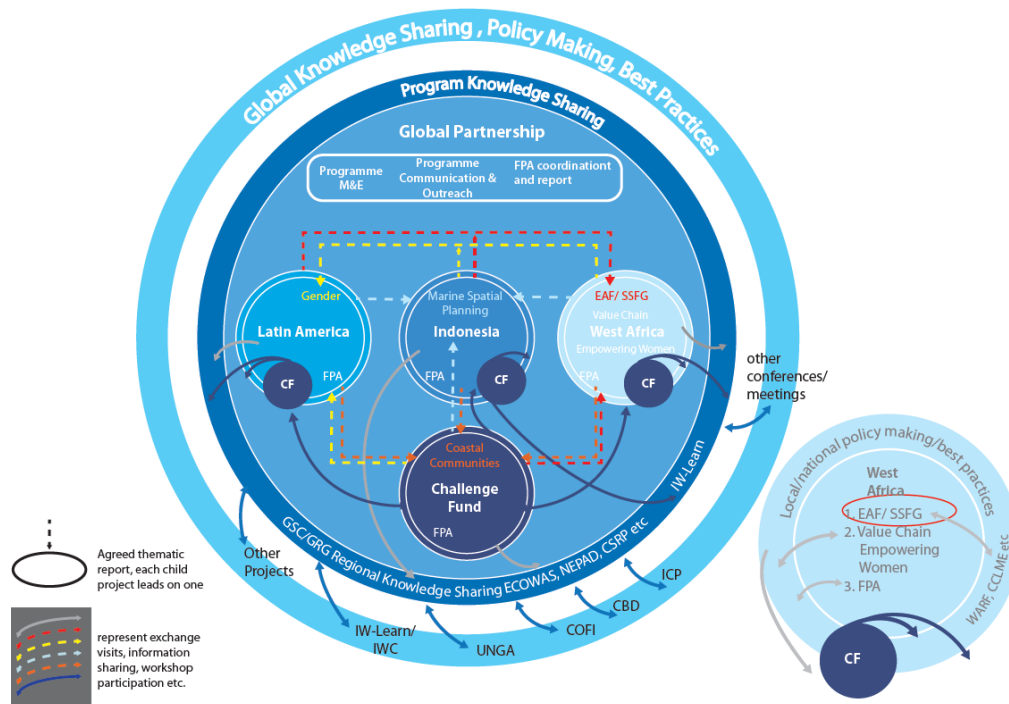 Global Knowledge Sharing , Policy Making, Best Practices
Program Knowledge Sharing
Global Partnership
Programme
M&E
Programme
Communication &
Outreach
FPA coordinationt
and report
Gender
Latin America
FPA
CF
Marine Spatial
Planning
Indonesia
FPA
CF
EAF/ SSFG
Value Chain
West Africa
Empowering Women
FPA
CF
Coastal
Communities
Challenge
Fund
FPA
GSC/GRG Regional Knowledge Sharing ECOWAS, NEPAD, CSRP etc
IW-Learn
other
conferences/
meetings
Other
Projects
IW-Learn/
IWC
UNGA
COFI
CBD
ICP
Agreed thematic
report, each child
project leads on one
represent exchange
visits, information
sharing, workshop
participation etc.
Local/national policy making/best practices
West
Africa
1. EAF/ SSFG
2. Value Chain
Empowering
Women
3. FPA
WARF, CCLME etc
CF